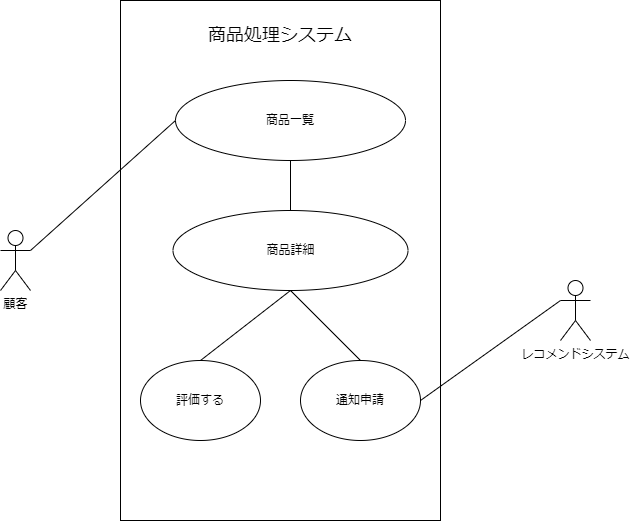 商品処理システム
商品一覧
商品詳細
顧客
レコメンドシステム
評価する
通知申請